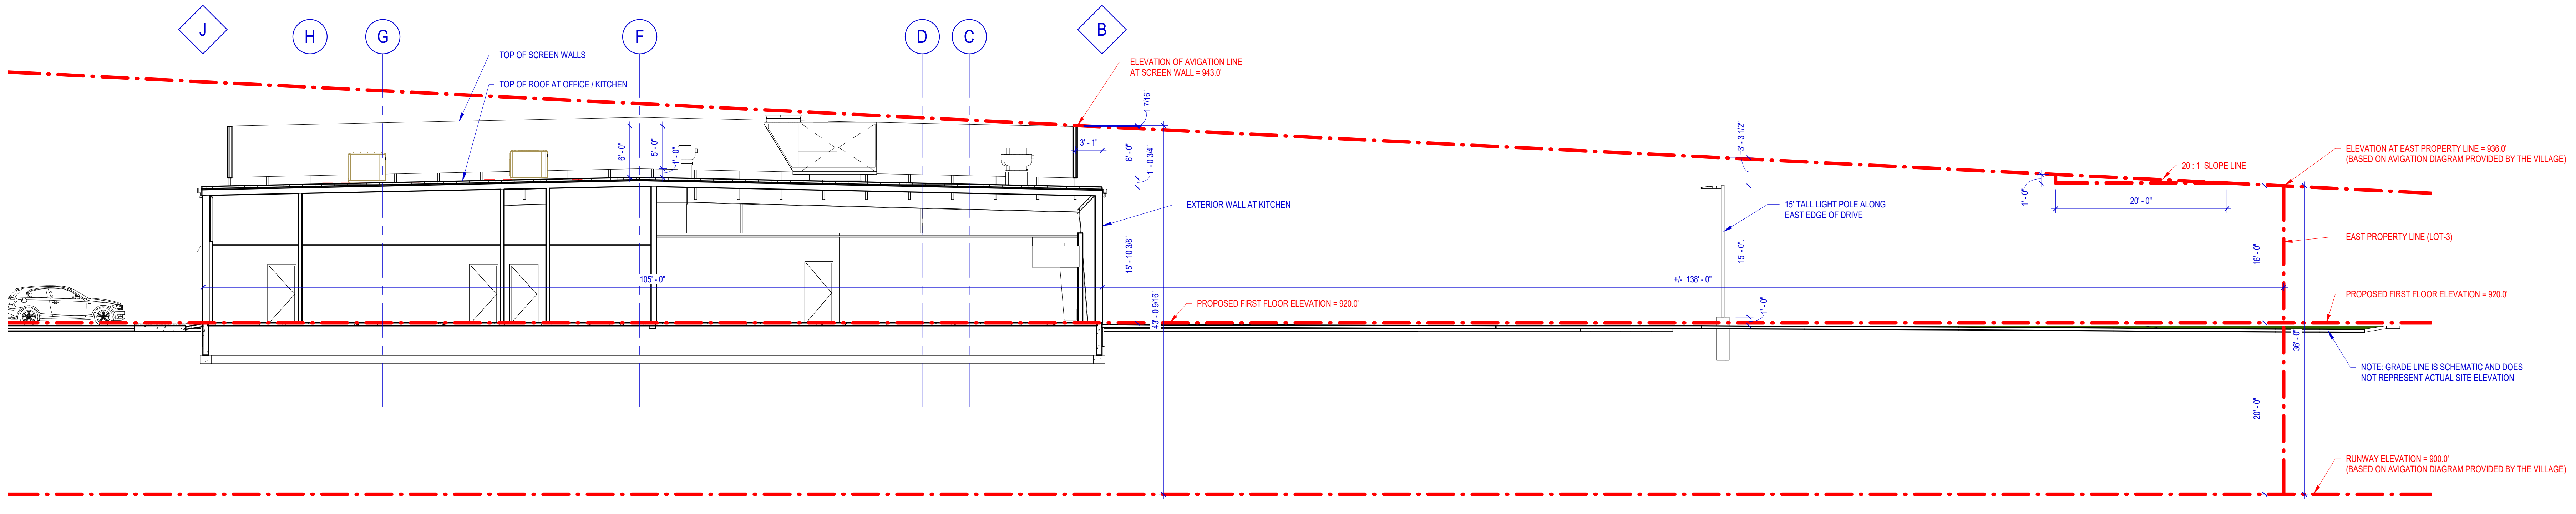 J
H
G
F
D
C
B
TOP OF SCREEN WALLS
TOP OF ROOF AT OFFICE / KITCHEN
ELEVATION OF AVIGATION LINE
AT SCREEN WALL = 943.0'
1 7/16"
6' - 0"
5' - 0"
1' - 0"
3' - 1"
6' - 0"
1' - 0 3/4"
3' - 3 1/2"
ELEVATION AT EAST PROPERTY LINE = 936.0'
(BASED ON AVIGATION DIAGRAM PROVIDED BY THE VILLAGE)
20 : 1 SLOPE LINE
1' - 0"
20' - 0"
EXTERIOR WALL AT KITCHEN
15' TALL LIGHT POLE ALONG
EAST EDGE OF DRIVE
EAST PROPERTY LINE (LOT-3)
15' - 10 3/8"
15' - 0"
16' - 0"
105' - 0"
+/- 138' - 0"
PROPOSED FIRST FLOOR ELEVATION = 920.0'
PROPOSED FIRST FLOOR ELEVATION = 920.0'
43' - 0 9/16"
1' - 0"
36' - 0"
NOTE: GRADE LINE IS SCHEMATIC AND DOES
NOT REPRESENT ACTUAL SITE ELEVATION
20' - 0"
RUNWAY ELEVATION = 900.0'
(BASED ON AVIGATION DIAGRAM PROVIDED BY THE VILLAGE)